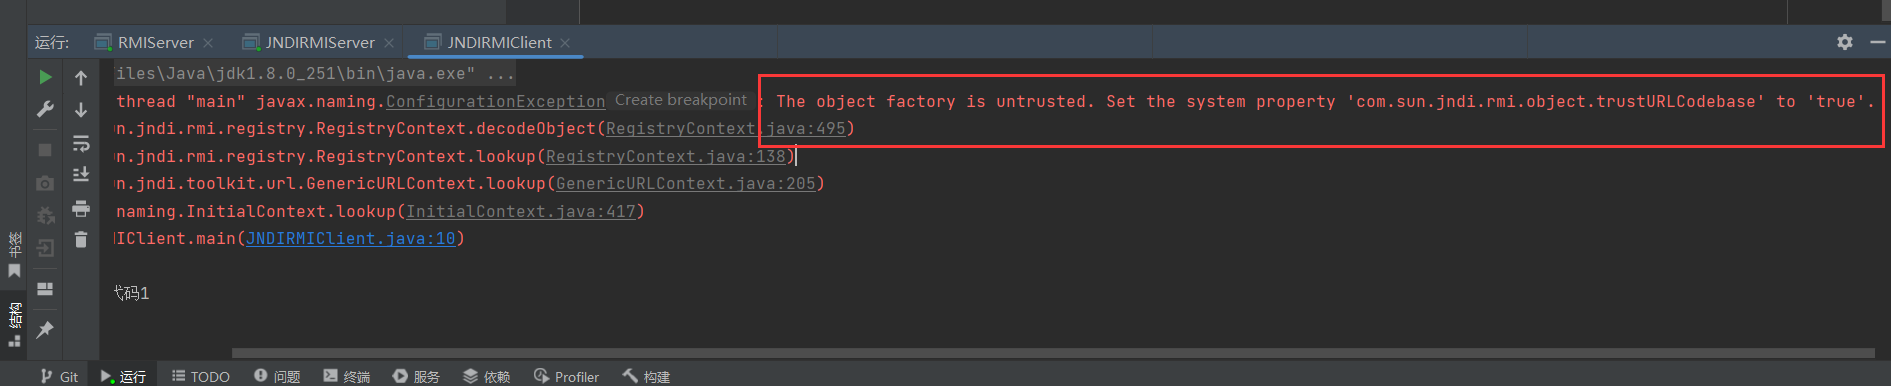 运行: RMIServer JNDIRMIServer JNDIRMIClient
iles\Java\jdk1.8.0_251\bin\java.exe" ...
thread "main" javax.naming.ConfigurationException Create breakpoint : The object factory is untrusted. Set the system property 'com.sun.jndi.rmi.object.trustURLCodebase' to 'true'.
n.jndi.rmi.registry.RegistryContext.decodeObject(RegistryContext.java:495)
n.jndi.rmi.registry.RegistryContext.lookup(RegistryContext.java:138)
n.jndi.toolkit.url.GenericURLContext.lookup(GenericURLContext.java:205)
naming.InitialContext.lookup(InitialContext.java:417)
IClient.main(JNDIRMIClient.java:10)
书签
代码1
结构
Git 运行 TODO 问题 终端 服务 依赖 Profiler 构建